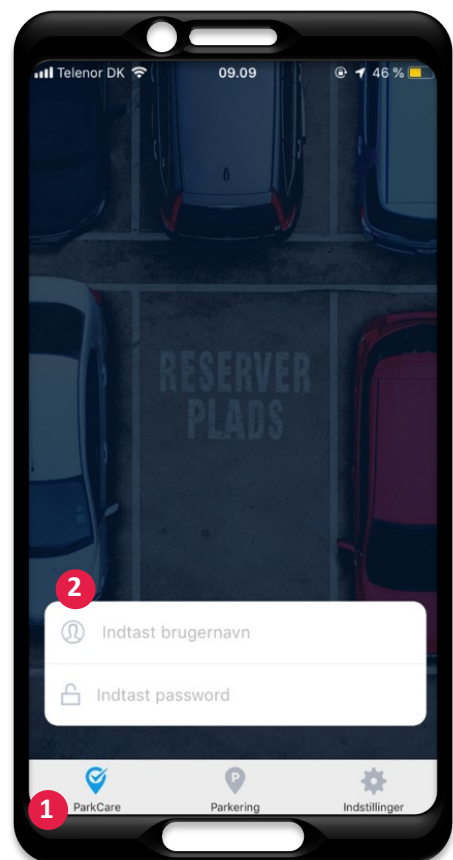 Telenor DK 09.09 46 %
RESERVER
PLADS
2
Indtast brugernavn
Indtast password
P
1
ParkCare Parkering Indstillinger